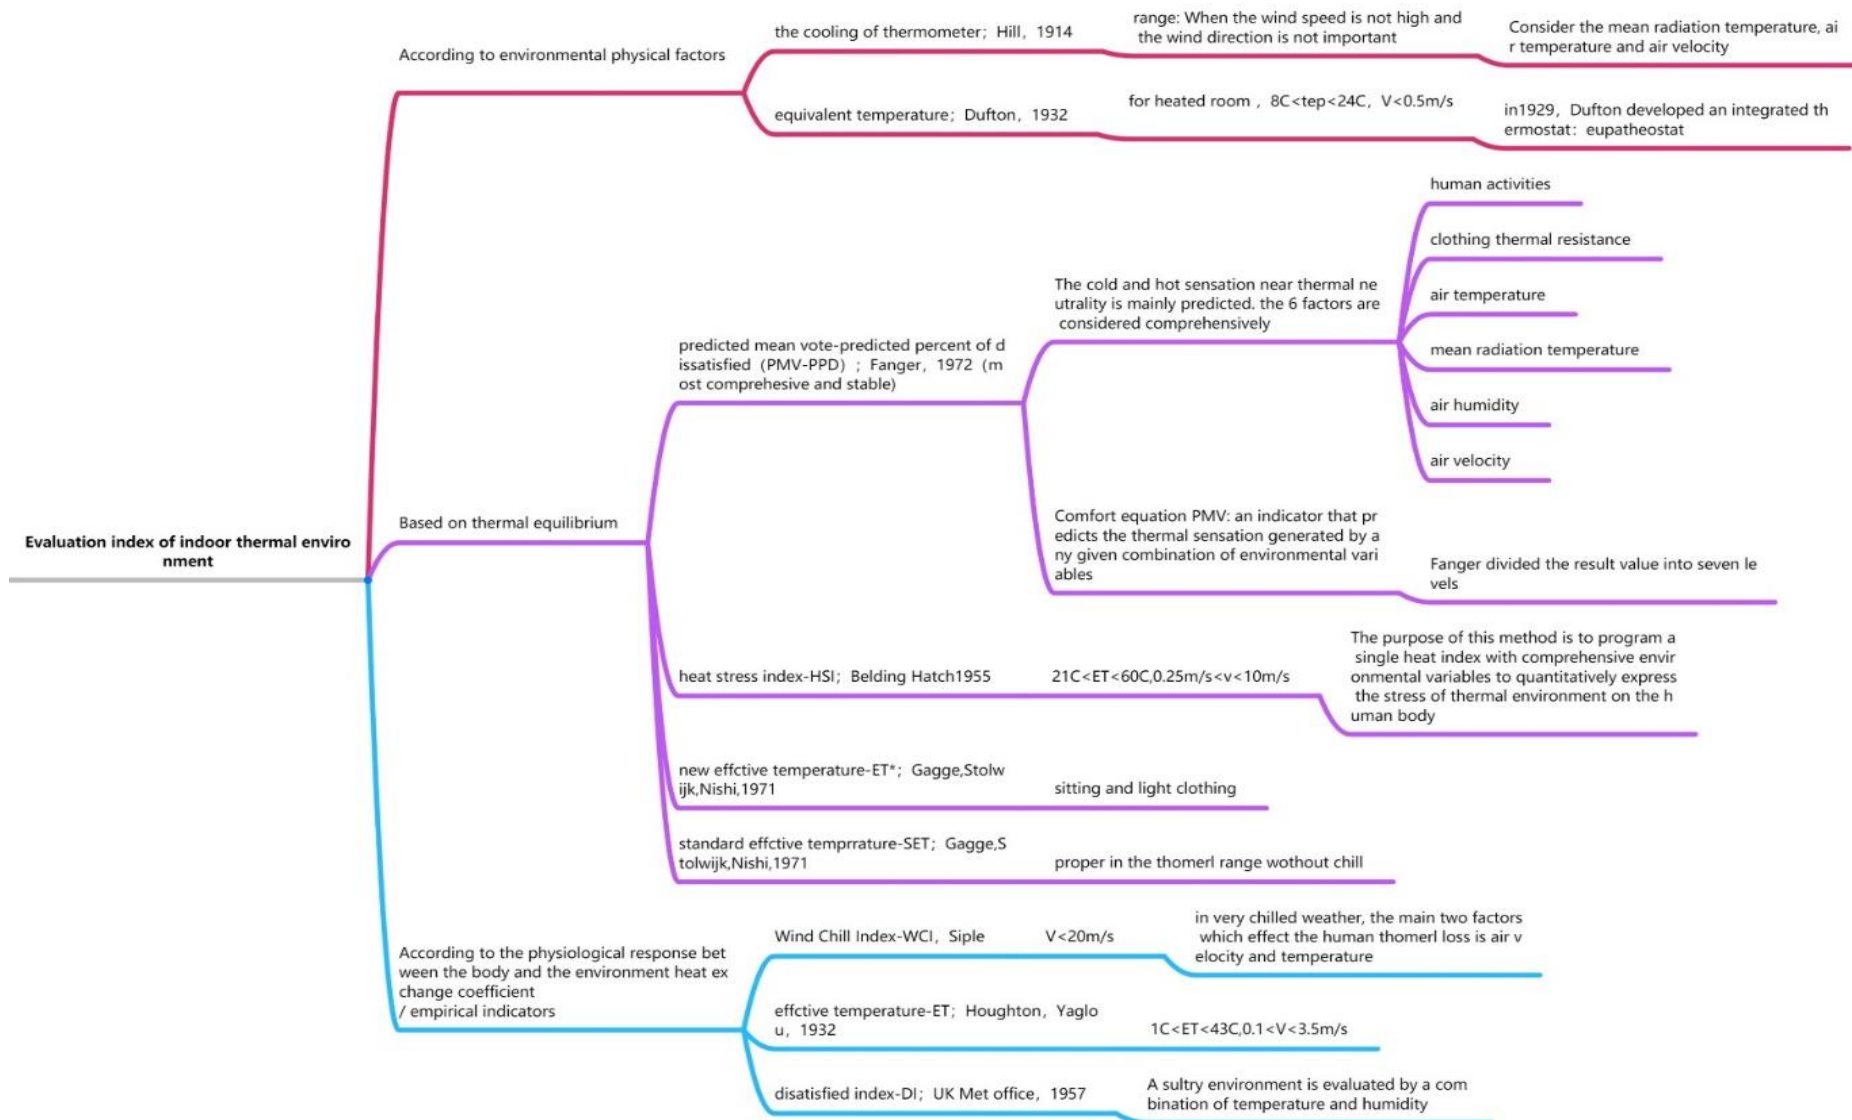 Evaluation index of indoor thermal enviro
nment
According to environmental physical factors
the cooling of thermometer; Hill, 1914
range: When the wind speed is not high and
the wind direction is not important
Consider the mean radiation temperature, ai
r temperature and air velocity
equivalent temperature; Dufton, 1932
for heated room , 8C<tep<24C, V<0.5m/s
in1929, Dufton developed an integrated th
ermostat: eupatheostat
Based on thermal equilibrium
predicted mean vote-predicted percent of d
issatisfied (PMV-PPD) ; Fanger, 1972 (m
ost comprehesive and stable)
The cold and hot sensation near thermal ne
utrality is mainly predicted. the 6 factors are
considered comprehensively
human activities
clothing thermal resistance
air temperature
mean radiation temperature
air humidity
air velocity
Comfort equation PMV: an indicator that pr
edicts the thermal sensation generated by a
ny given combination of environmental vari
ables
Fanger divided the result value into seven le
vels
heat stress index-HSI; Belding Hatch1955
21C<ET<60C,0.25m/s<v<10m/s
The purpose of this method is to program a
single heat index with comprehensive envir
onmental variables to quantitatively express
the stress of thermal environment on the h
uman body
new effctive temperature-ET*; Gagge,Stolw
ijk,Nishi,1971
sitting and light clothing
standard effctive temprrature-SET; Gagge,S
tolwijk,Nishi,1971
proper in the thomerl range wothout chill
According to the physiological response bet
ween the body and the environment heat ex
change coefficient
/ empirical indicators
Wind Chill Index-WCI, Siple
V<20m/s
in very chilled weather, the main two factors
which effect the human thomerl loss is air v
elocity and temperature
effctive temperature-ET; Houghton, Yaglo
u, 1932
1C<ET<43C,0.1<V<3.5m/s
disatisfied index-DI; UK Met office, 1957
A sultry environment is evaluated by a com
bination of temperature and humidity